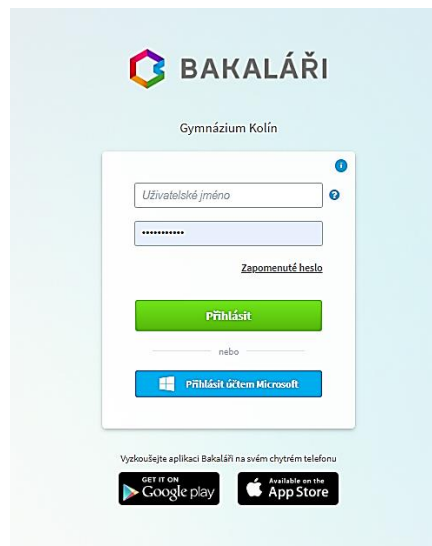 BAKALÁŘI
Gymnázium Kolín
i
Uživatelské jméno
?
•••••••••••
Zapomenuté heslo
Přihlásit
nebo
Přihlásit účtem Microsoft
Vyzkoušejte aplikaci Bakaláři na svém chytrém telefonu
GET IT ON
Google play
Available on the
App Store